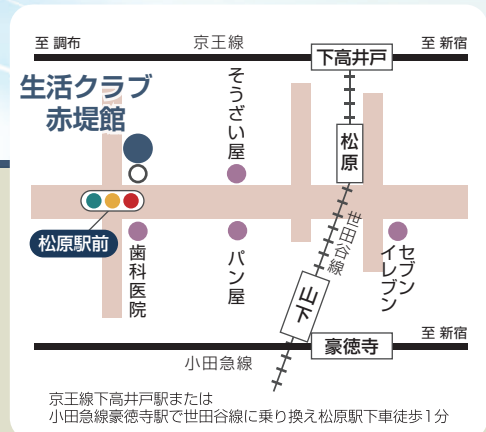 至 調布
京王線
至 新宿
下高井戸
生活クラブ
赤堤館
そうざい屋
松原
松原駅前
歯科医院
パン屋
世田谷線
セブン
イレブン
山下
豪徳寺
至 新宿
小田急線
京王線下高井戸駅または
小田急線豪徳寺駅で世田谷線に乗り換え松原駅下車徒歩1分